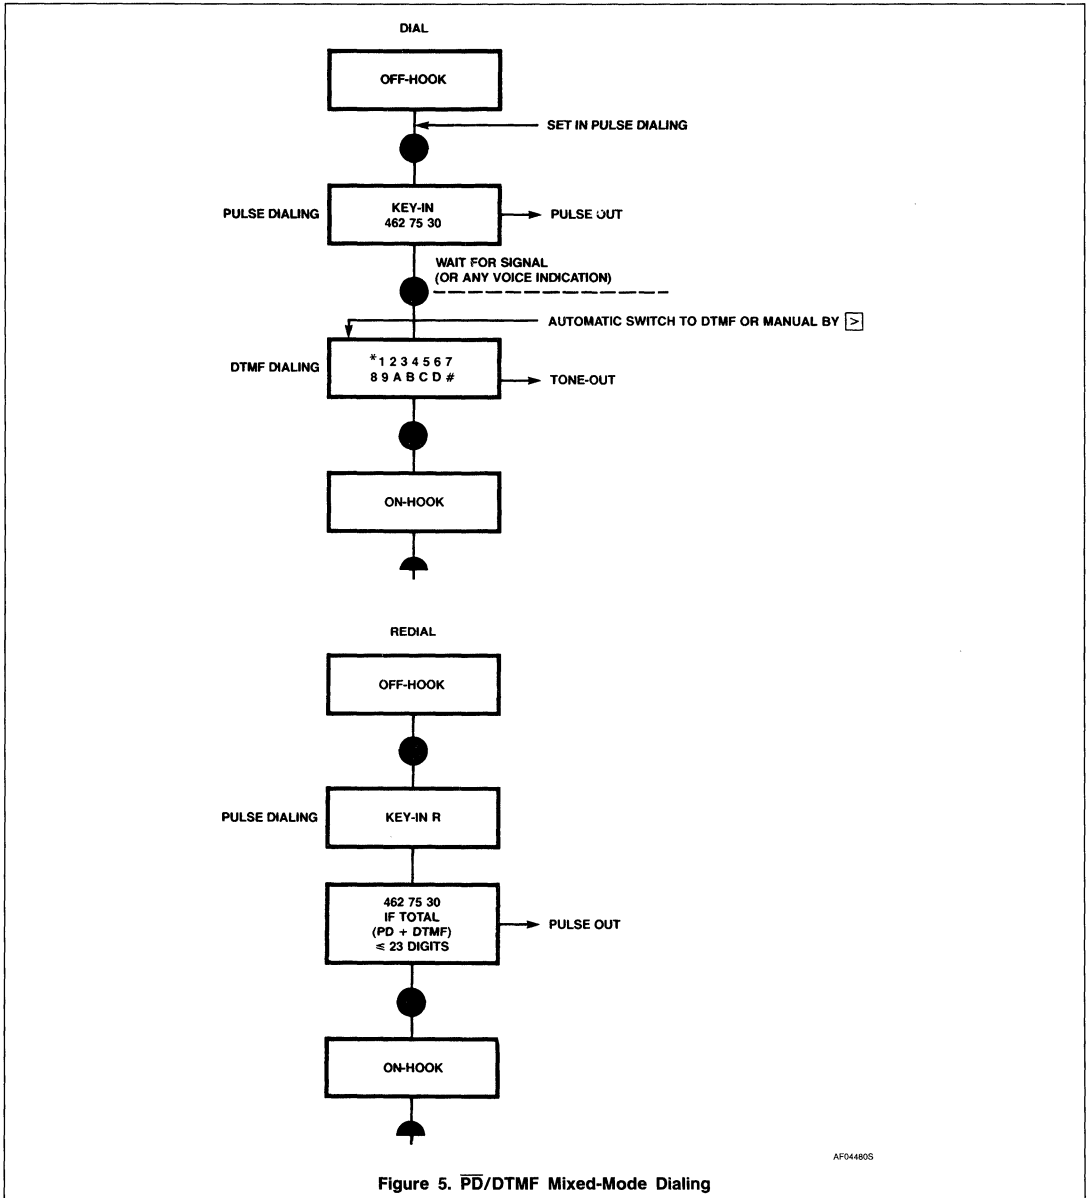 DIAL
OFF-HOOK
SET IN PULSE DIALING
PULSE DIALING
KEY-IN
462 75 30
PULSE OUT
WAIT FOR SIGNAL
(OR ANY VOICE INDICATION)
AUTOMATIC SWITCH TO DTMF OR MANUAL BY >
DTMF DIALING
*1 2 3 4 5 6 7
8 9 A B C D #
TONE-OUT
ON-HOOK
REDIAL
OFF-HOOK
PULSE DIALING
KEY-IN R
462 75 30
IF TOTAL
(PD + DTMF)
≤ 23 DIGITS
PULSE OUT
ON-HOOK
AF04480S
Figure 5. P̅D̅/DTMF Mixed-Mode Dialing